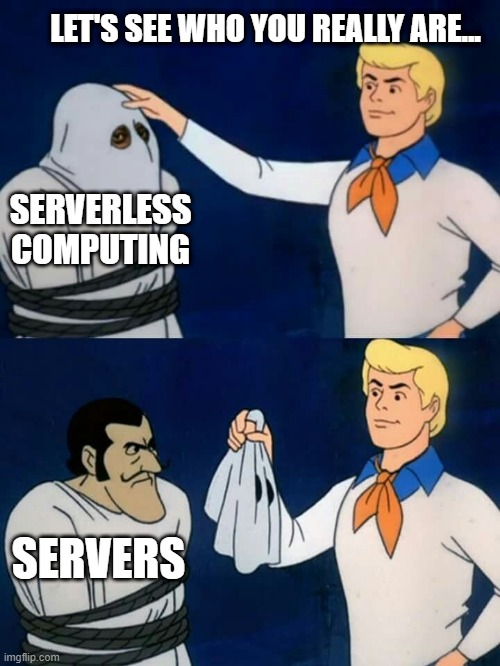 LET'S SEE WHO YOU REALLY ARE...
SERVERLESS
COMPUTING
SERVERS
imgflip.com